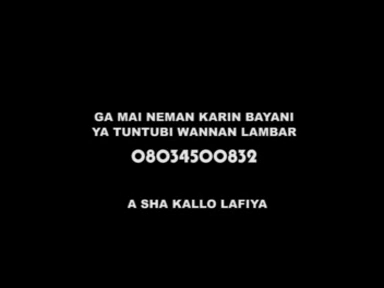 GA MAI NEMAN KARIN BAYANI
YA TUNTUBI WANNAN LAMBAR
08034500832
A SHA KALLO LAFIYA